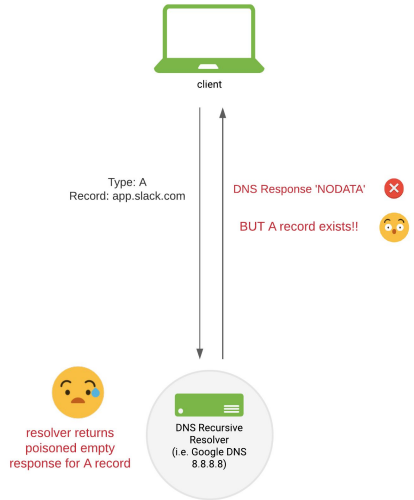 client
Type: A
Record: app.slack.com
DNS Response 'NODATA'
BUT A record exists!!
resolver returns
poisoned empty
response for A record
DNS Recursive
Resolver
(i.e. Google DNS
8.8.8.8)